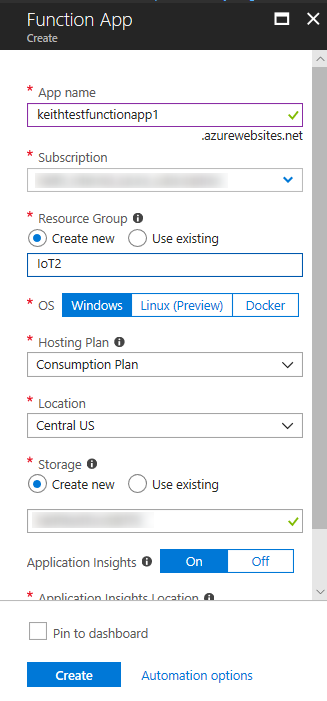 Function App
Create
* App name
keithtestfunctionapp1
.azurewebsites.net
* Subscription
* Resource Group
Create new Use existing
IoT2
* OS Windows Linux (Preview) Docker
* Hosting Plan
Consumption Plan
* Location
Central US
* Storage
Create new Use existing
Application Insights On Off
* Application Insights Location
Pin to dashboard
Create Automation options